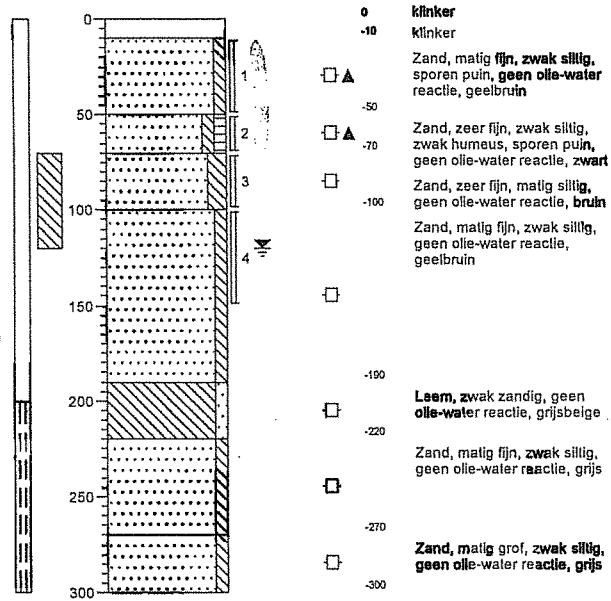 0 klinker
-10 klinker
Zand, matig fijn, zwak siltig,
sporen puin, geen olie-water
reactie, geelbruin
-50
Zand, zeer fijn, zwak siltig,
zwak humeus, sporen puin,
geen olie-water reactie, zwart
-70
Zand, zeer fijn, matig siltig,
geen olie-water reactie, bruin
-100
Zand, matig fijn, zwak siltig,
geen olie-water reactie,
geelbruin
-190
Leem, zwak zandig, geen
olie-water reactie, grijsbeige
-220
Zand, matig fijn, zwak siltig,
geen olie-water reactie, grijs
-270
Zand, matig grof, zwak siltig,
geen olie-water reactie, grijs
-300
0
50
100
150
200
250
300
1
2
3
4